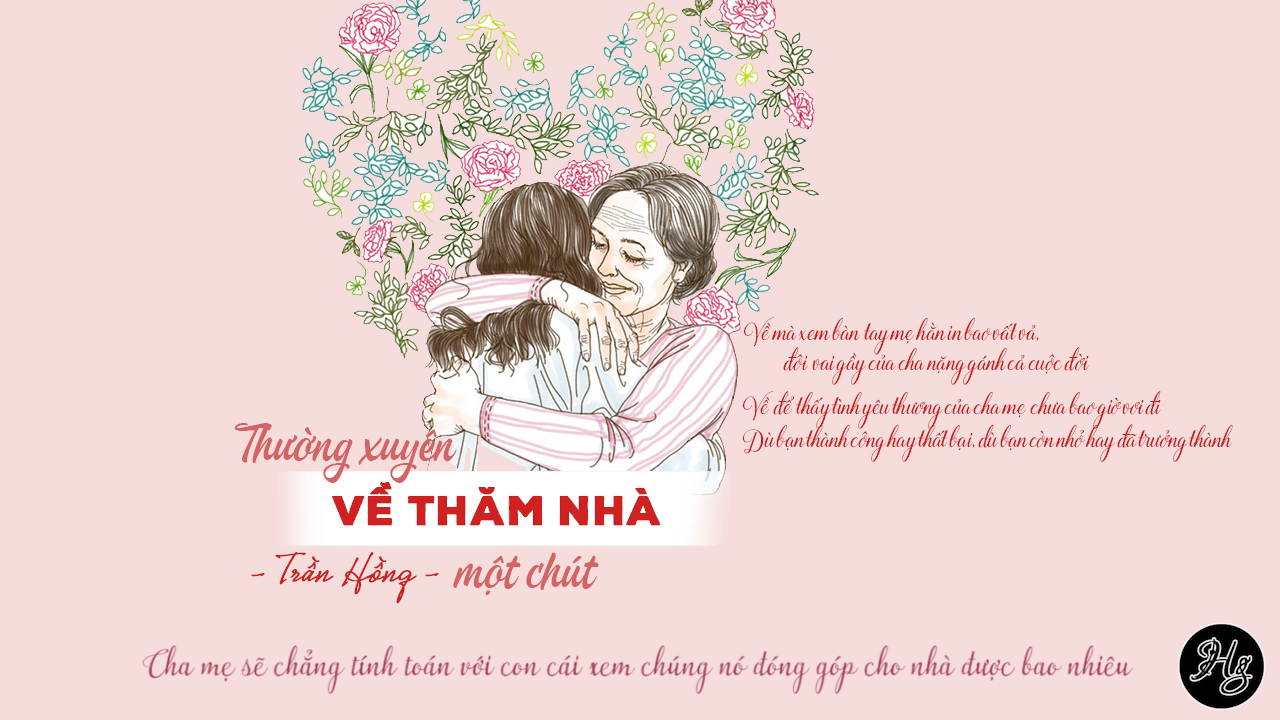 Về mà xem bàn tay mẹ hằn in bao vất vả,
đôi vai gầy của cha nặng gánh cả cuộc đời
Về để thấy tình yêu thương của cha mẹ chưa bao giờ vơi đi
Dù bạn thành công hay thất bại, dù bạn còn nhỏ hay đã trưởng thành
Thường xuyên
VỀ THĂM NHÀ
- Trần Hồng - một chút
Cha mẹ sẽ chẳng tính toán với con cái xem chúng nó đóng góp cho nhà được bao nhiêu
Hg